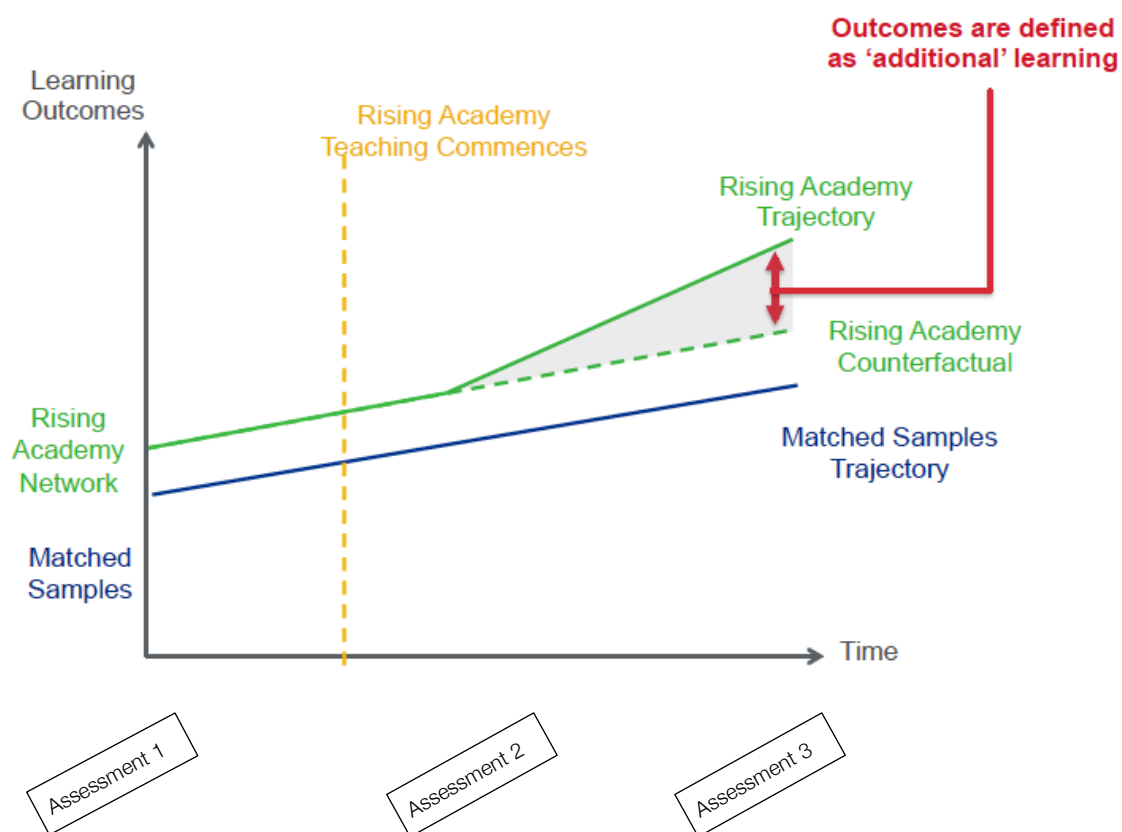 Outcomes are defined
as ‘additional’ learning
Learning
Outcomes
Rising Academy
Teaching Commences
Rising Academy
Trajectory
Rising Academy
Counterfactual
Rising
Academy
Network
Matched Samples
Trajectory
Matched
Samples
Time
Assessment 1
Assessment 2
Assessment 3